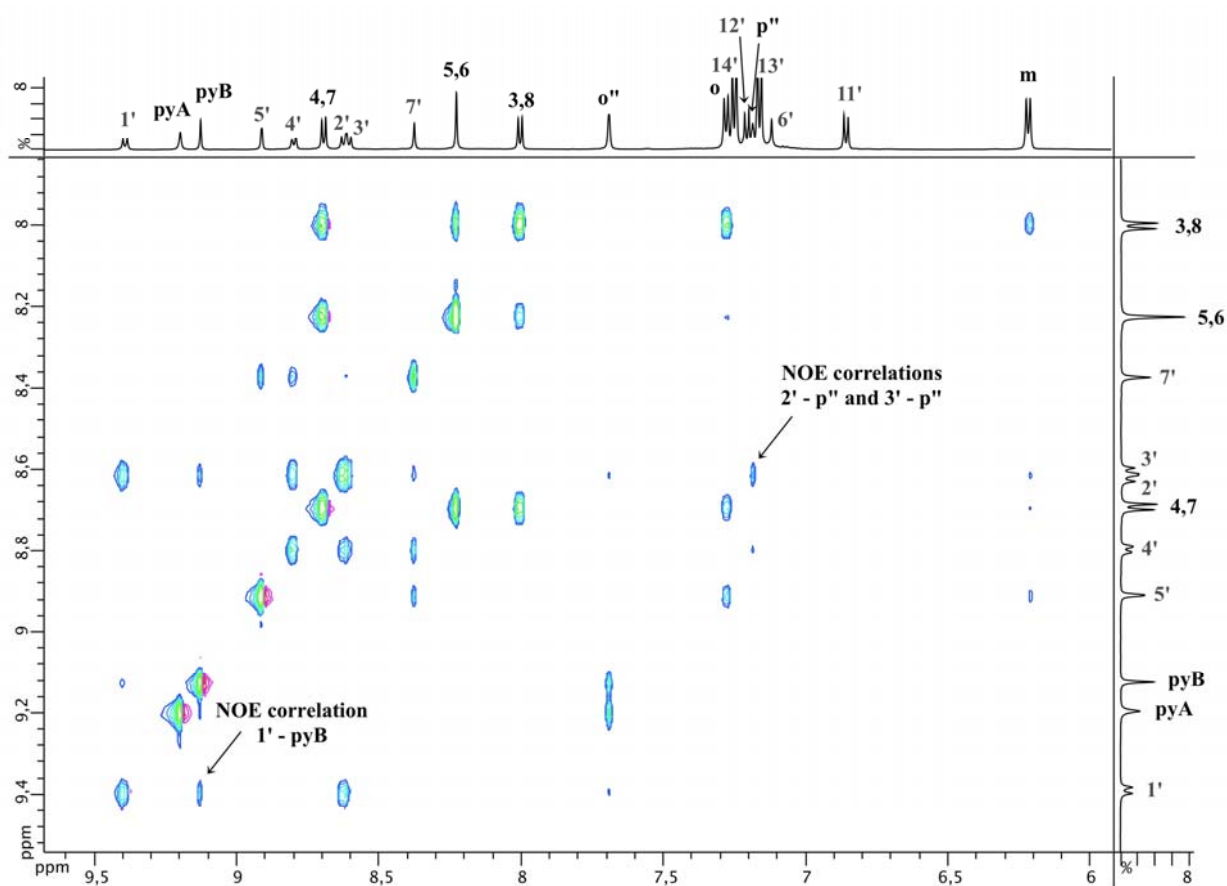 12' p"
5,6 14' 13'
pyB 4,7 3,8 o" o m
1' pyA 5' 4' 2' 3' 7' 6' 11'
8
%
3,8
5,6
7'
3'
2'
4,7
4'
5'
pyB
pyA
1'
NOE correlations
2' - p" and 3' - p"
NOE correlation
1' - pyB
8
8,2
8,4
8,6
8,8
9
9,2
9,4
ppm
ppm 9,5 9 8,5 8 7,5 7 6,5 6
% 8